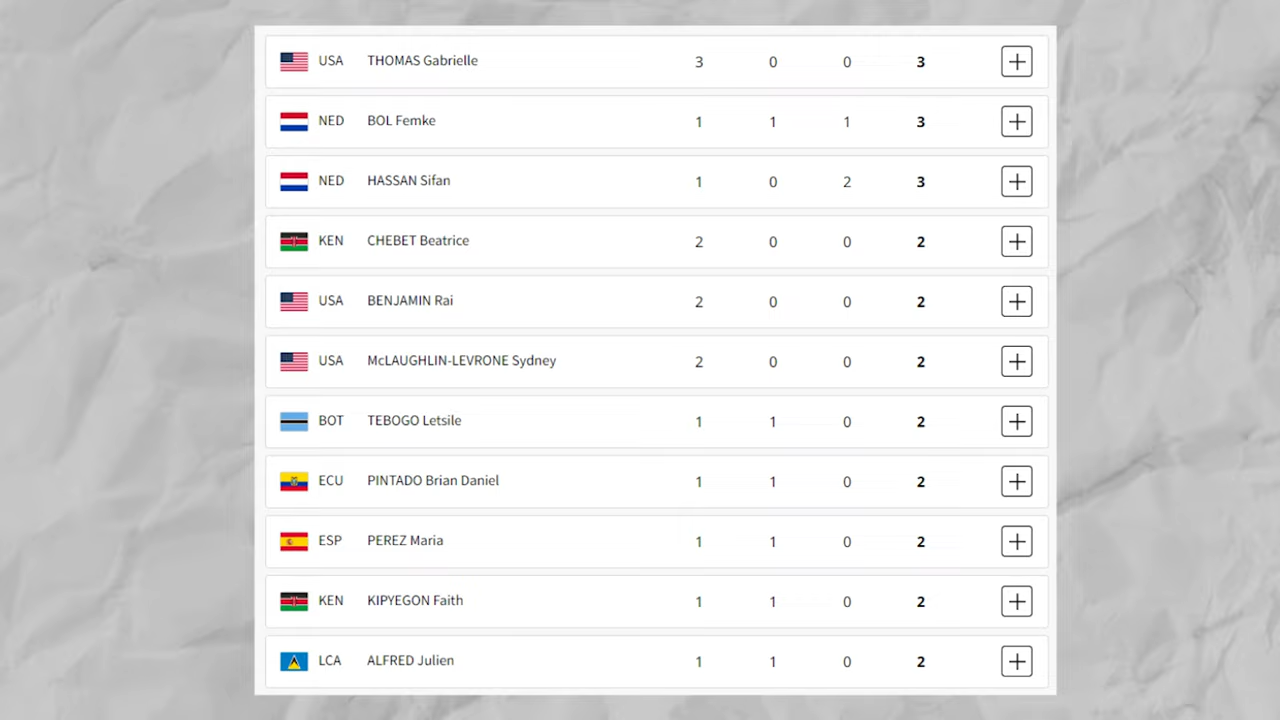 USA THOMAS Gabrielle 3 0 0 3
NED BOL Femke 1 1 1 3
NED HASSAN Sifan 1 0 2 3
KEN CHEBET Beatrice 2 0 0 2
USA BENJAMIN Rai 2 0 0 2
USA McLAUGHLIN-LEVRONE Sydney 2 0 0 2
BOT TEBOGO Letsile 1 1 0 2
ECU PINTADO Brian Daniel 1 1 0 2
ESP PEREZ Maria 1 1 0 2
KEN KIPYEGON Faith 1 1 0 2
LCA ALFRED Julien 1 1 0 2